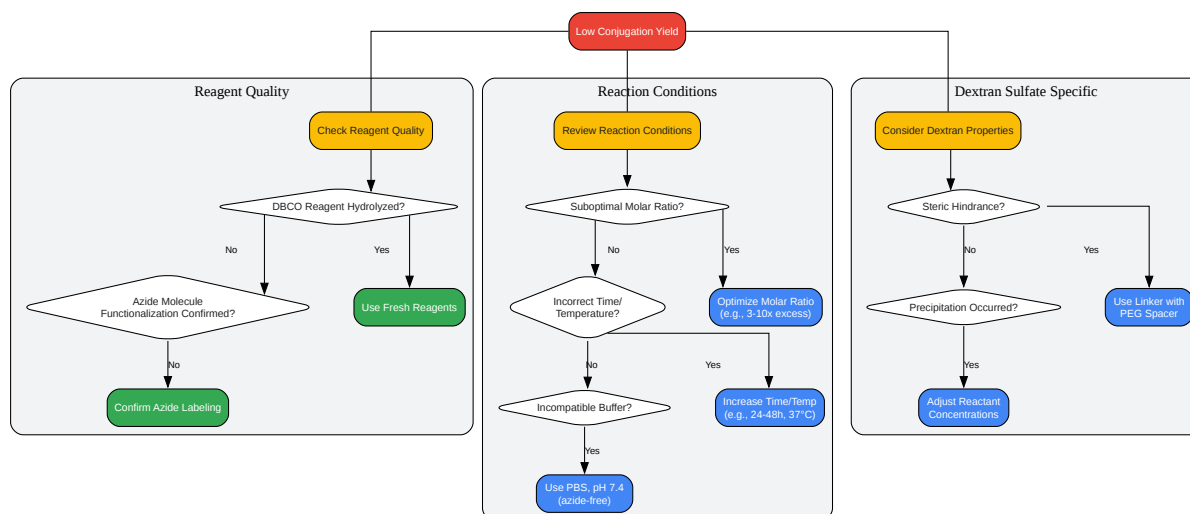 Low Conjugation Yield
Reagent Quality
Check Reagent Quality
DBCO Reagent Hydrolyzed?
No
Yes
Azide Molecule
Functionalization Confirmed?
Use Fresh Reagents
No
Confirm Azide Labeling
Reaction Conditions
Review Reaction Conditions
Suboptimal Molar Ratio?
No
Yes
Incorrect Time/
Temperature?
Optimize Molar Ratio
(e.g., 3-10x excess)
No
Yes
Incompatible Buffer?
Increase Time/Temp
(e.g., 24-48h, 37°C)
Yes
Use PBS, pH 7.4
(azide-free)
Dextran Sulfate Specific
Consider Dextran Properties
Steric Hindrance?
No
Yes
Precipitation Occurred?
Use Linker with
PEG Spacer
Yes
Adjust Reactant
Concentrations